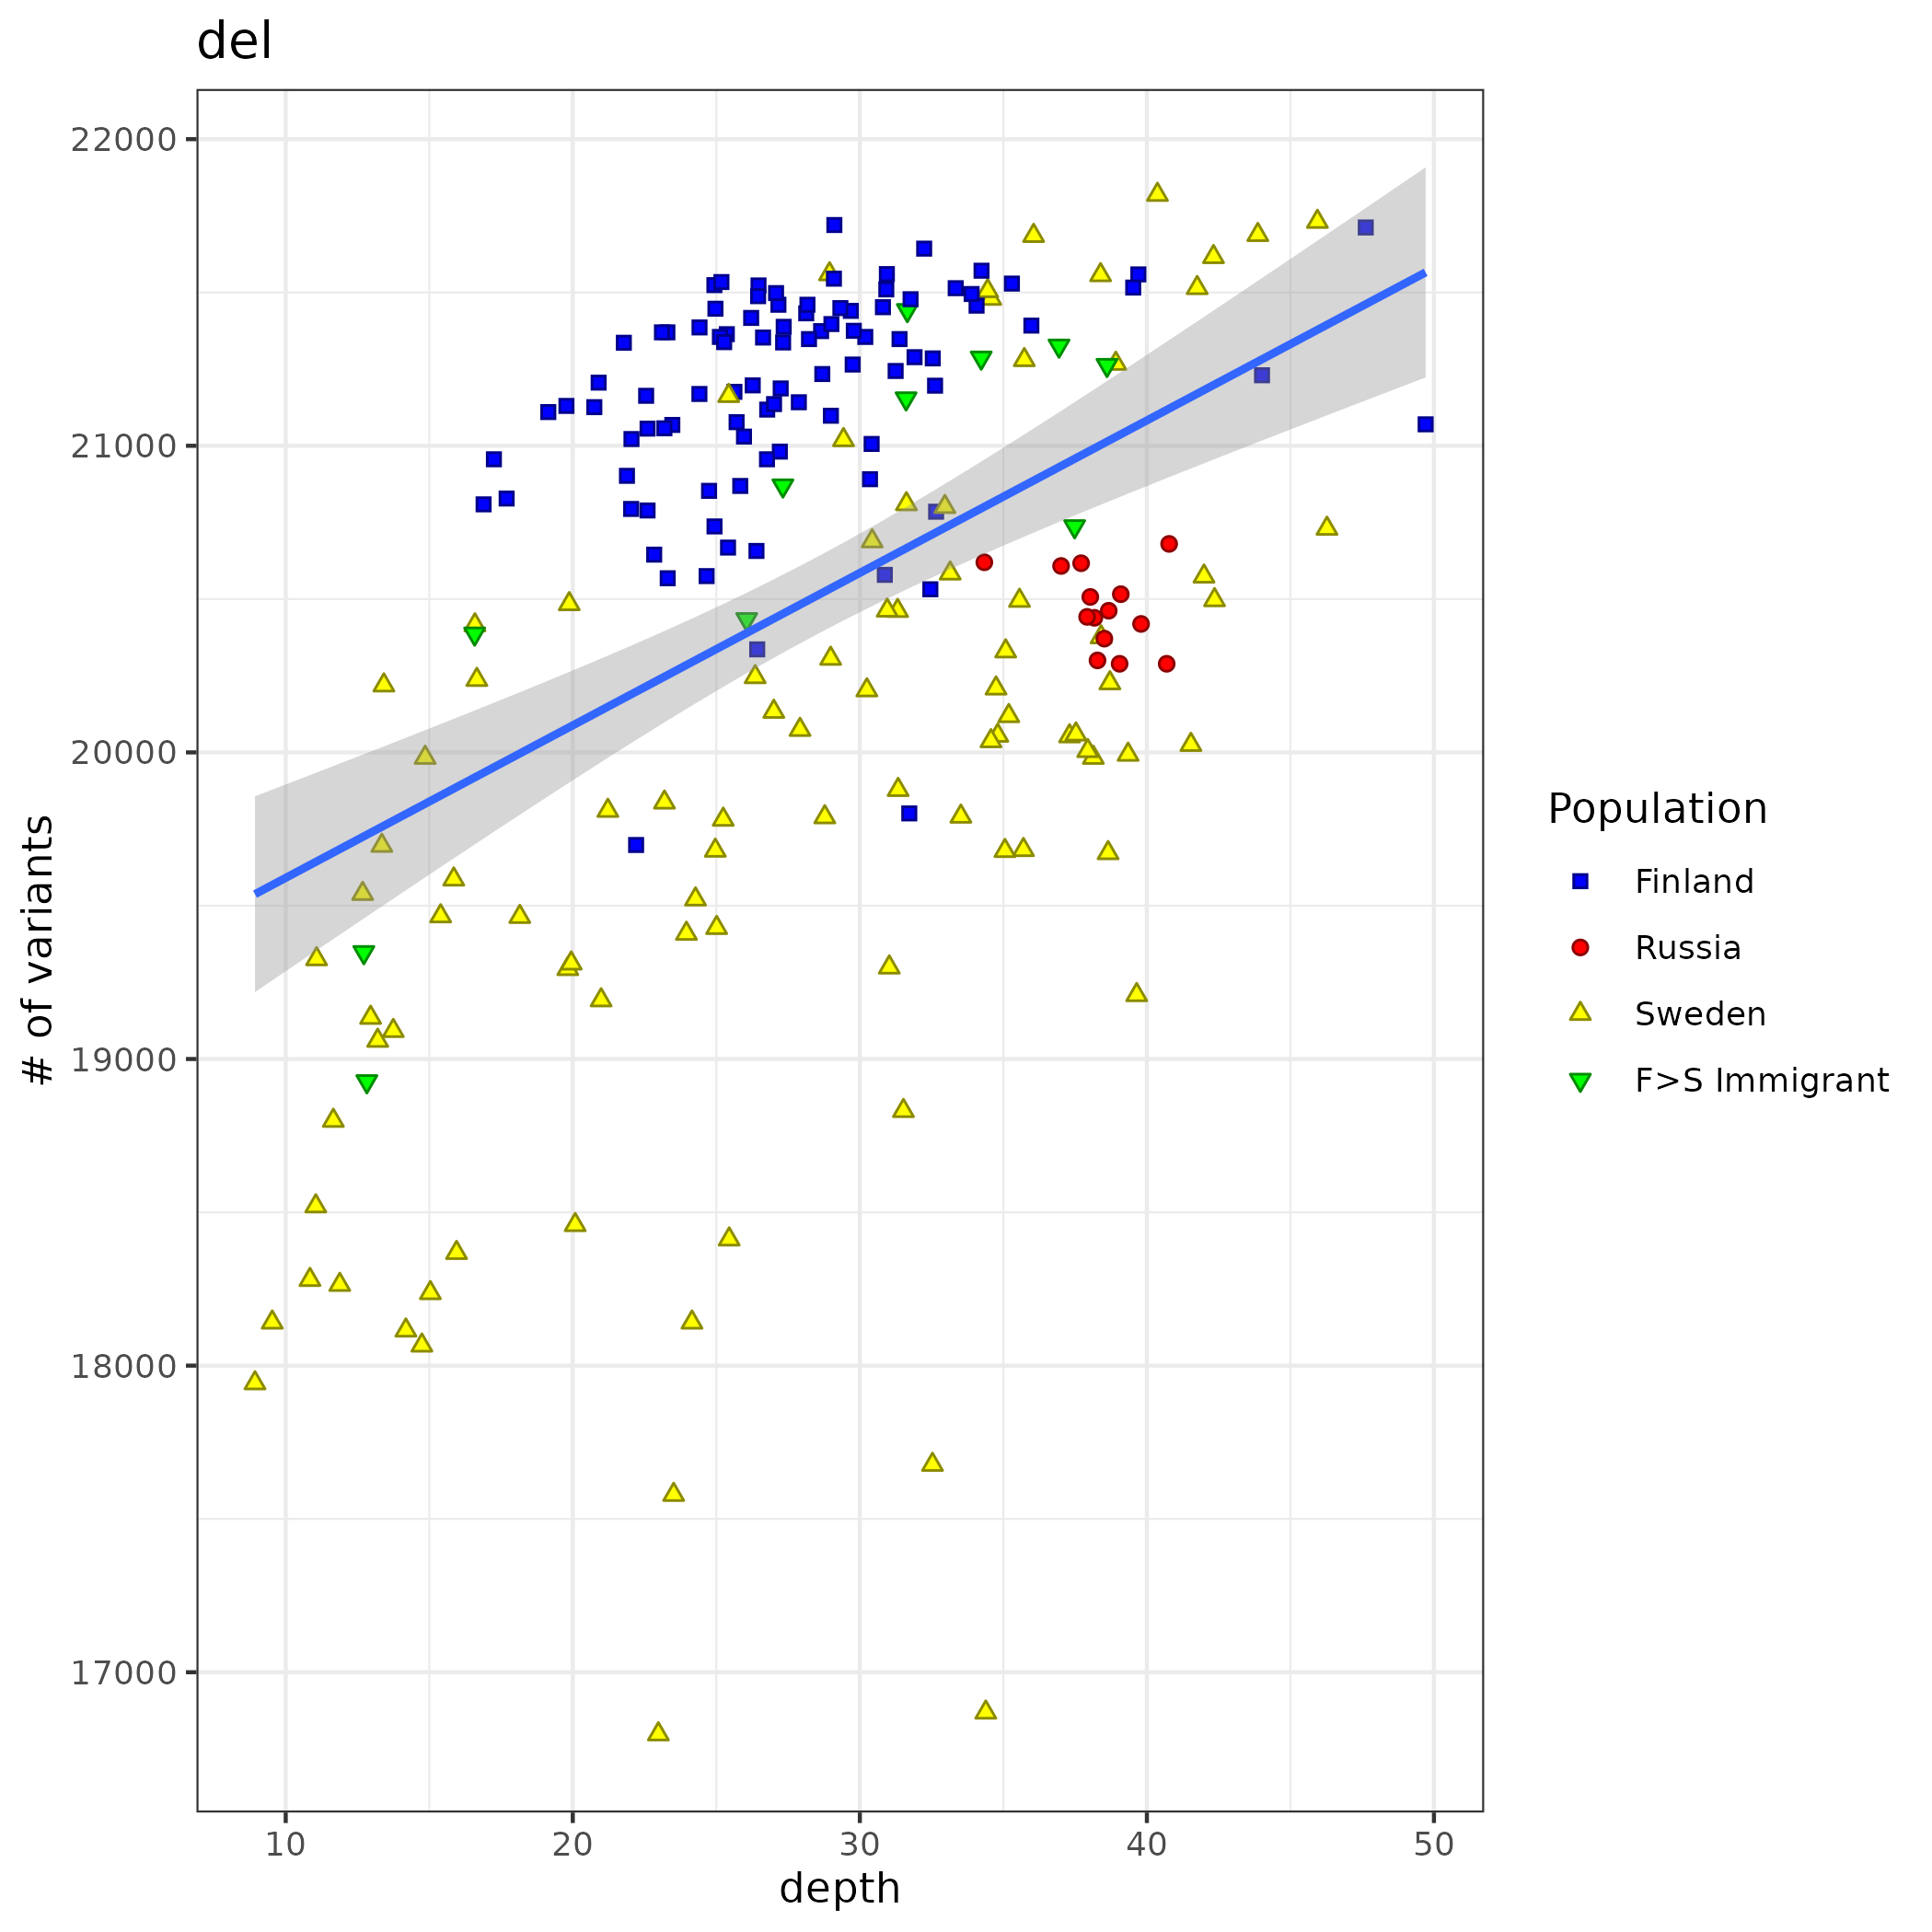 del
22000
21000
20000
19000
18000
17000
# of variants
10 20 30 40 50
depth
Population
Finland
Russia
Sweden
F>S Immigrant